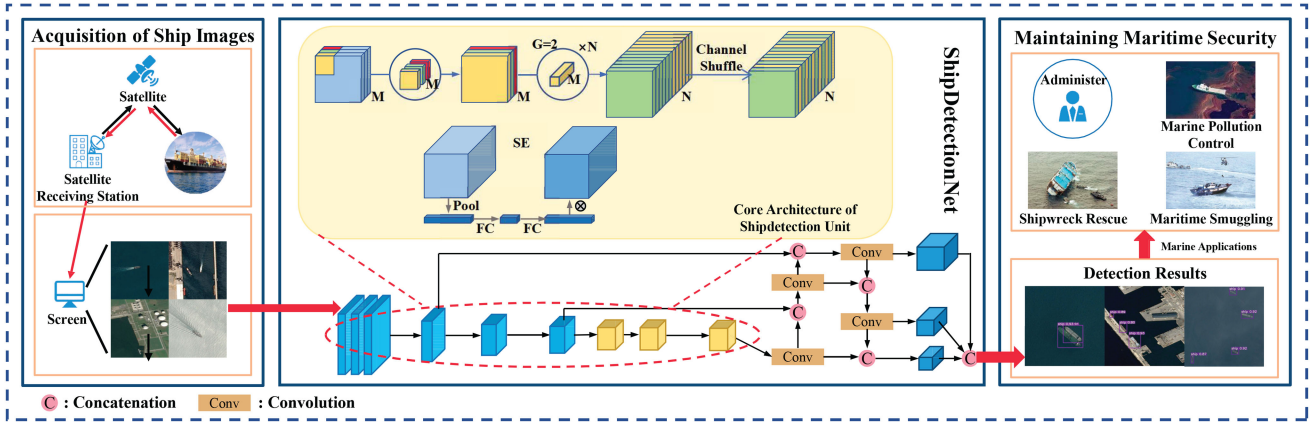 Acquisition of Ship Images
Satellite
Satellite
Receiving Station
Screen
G=2
×N
Channel
Shuffle
M
M
M
M
N
N
SE
Pool
FC
FC
Core Architecture of
Shipdetection Unit
ShipDetectionNet
C
Conv
Conv
C
C
Conv
Conv
C
C
Maintaining Maritime Security
Administer
Marine Pollution
Control
Shipwreck Rescue
Maritime Smuggling
Marine Applications
Detection Results
C
: Concatenation
Conv
: Convolution